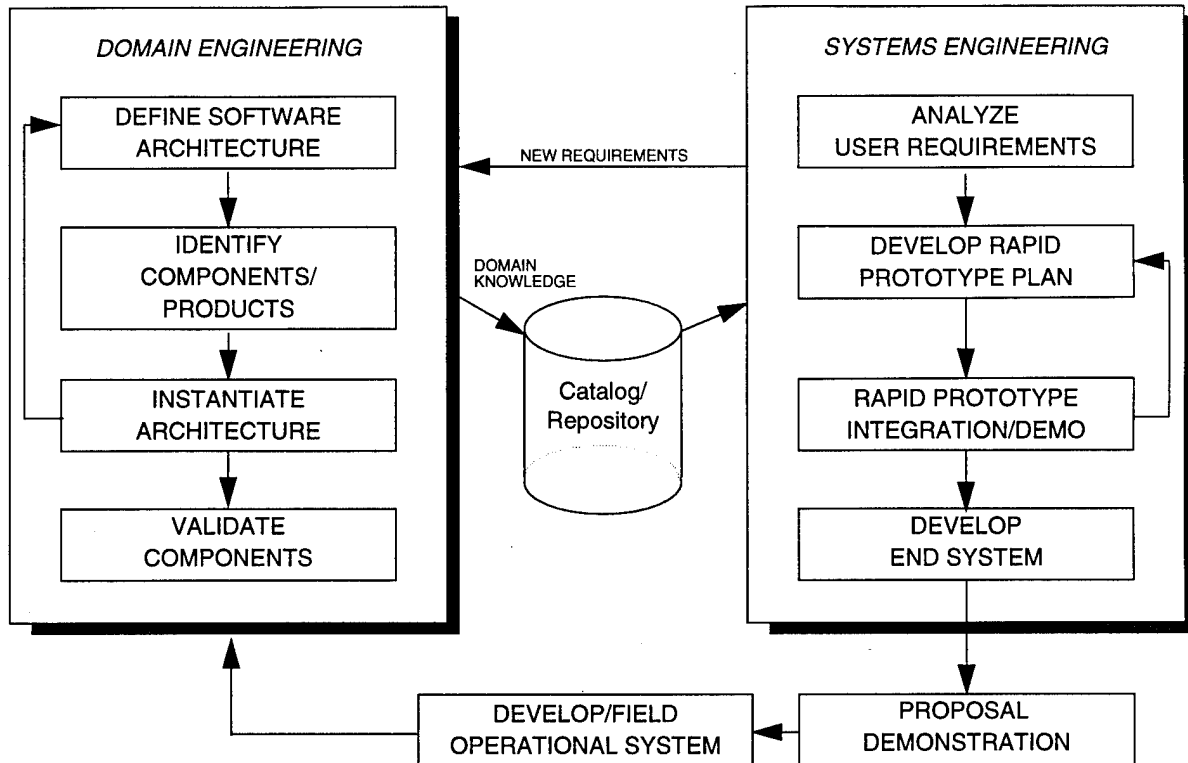 DOMAIN ENGINEERING
DEFINE SOFTWARE
ARCHITECTURE
IDENTIFY
COMPONENTS/
PRODUCTS
INSTANTIATE
ARCHITECTURE
VALIDATE
COMPONENTS
NEW REQUIREMENTS
DOMAIN
KNOWLEDGE
Catalog/
Repository
SYSTEMS ENGINEERING
ANALYZE
USER REQUIREMENTS
DEVELOP RAPID
PROTOTYPE PLAN
RAPID PROTOTYPE
INTEGRATION/DEMO
DEVELOP
END SYSTEM
PROPOSAL
DEMONSTRATION
DEVELOP/FIELD
OPERATIONAL SYSTEM